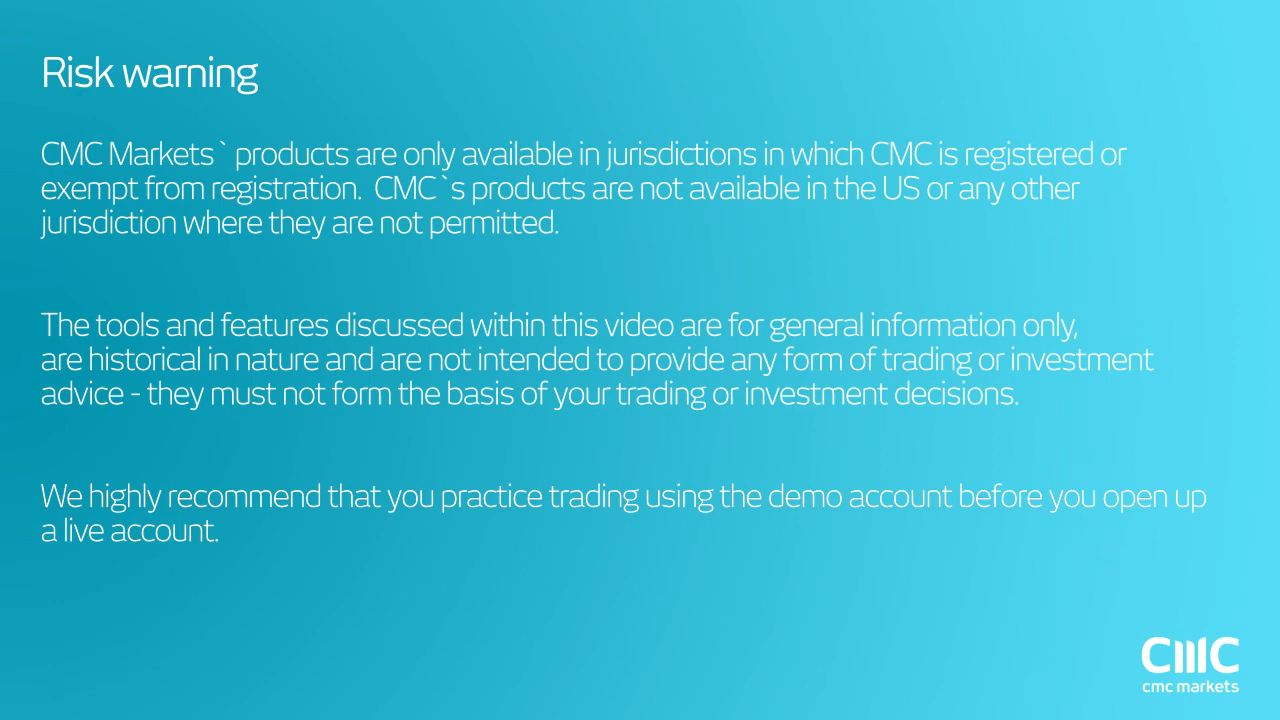 Risk warning
CMC Markets` products are only available in jurisdictions in which CMC is registered or
exempt from registration.  CMC`s products are not available in the US or any other
jurisdiction where they are not permitted.
The tools and features discussed within this video are for general information only,
are historical in nature and are not intended to provide any form of trading or investment
advice - they must not form the basis of your trading or investment decisions.
We highly recommend that you practice trading using the demo account before you open up
a live account.
CMC
cmc markets